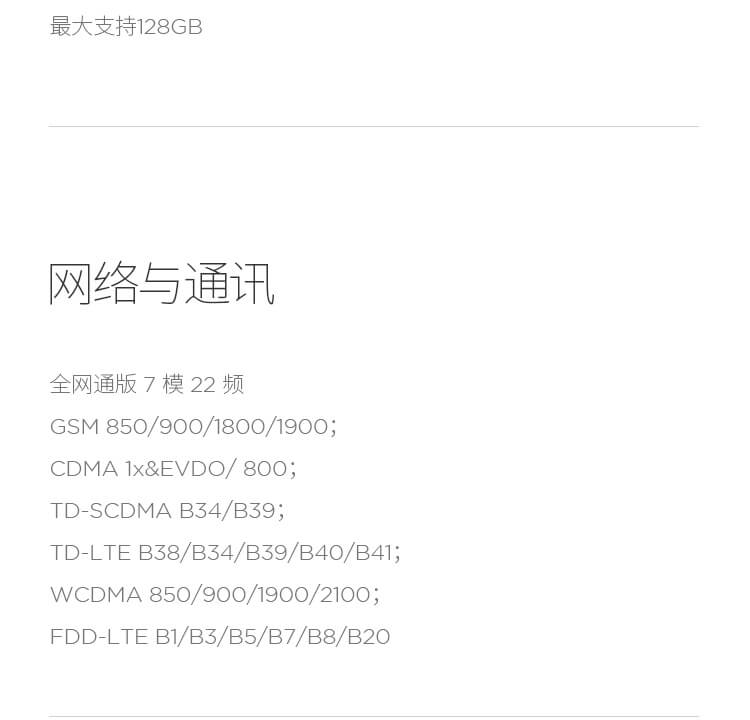 最大支持128GB
网络与通讯
全网通版 7 模 22 频
GSM 850/900/1800/1900；
CDMA 1x&EVDO/ 800；
TD-SCDMA B34/B39；
TD-LTE B38/B34/B39/B40/B41；
WCDMA 850/900/1900/2100；
FDD-LTE B1/B3/B5/B7/B8/B20